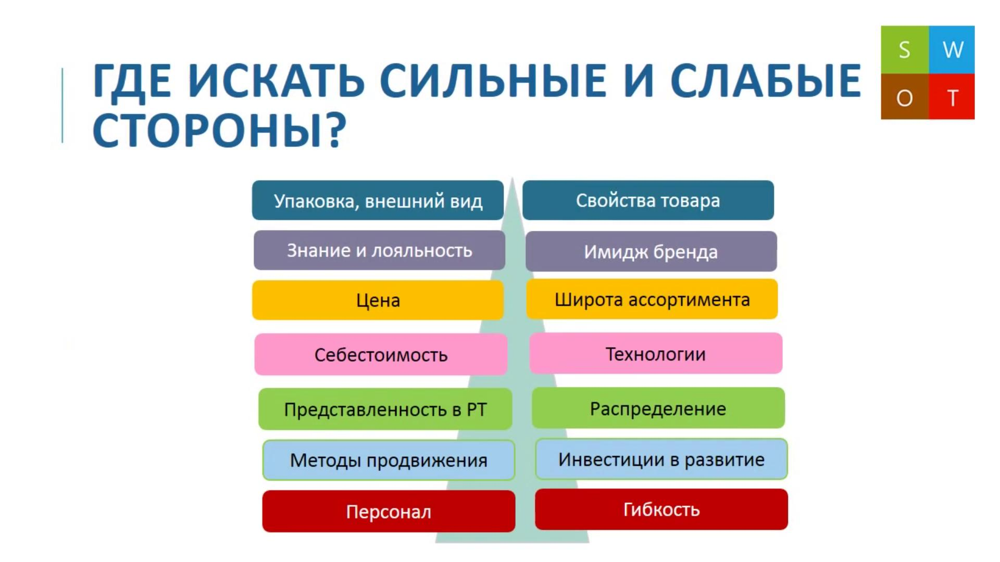 S W
O T
ГДЕ ИСКАТЬ СИЛЬНЫЕ И СЛАБЫЕ
СТОРОНЫ?
Упаковка, внешний вид
Свойства товара
Знание и лояльность
Имидж бренда
Цена
Широта ассортимента
Себестоимость
Технологии
Представленность в РТ
Распределение
Методы продвижения
Инвестиции в развитие
Персонал
Гибкость